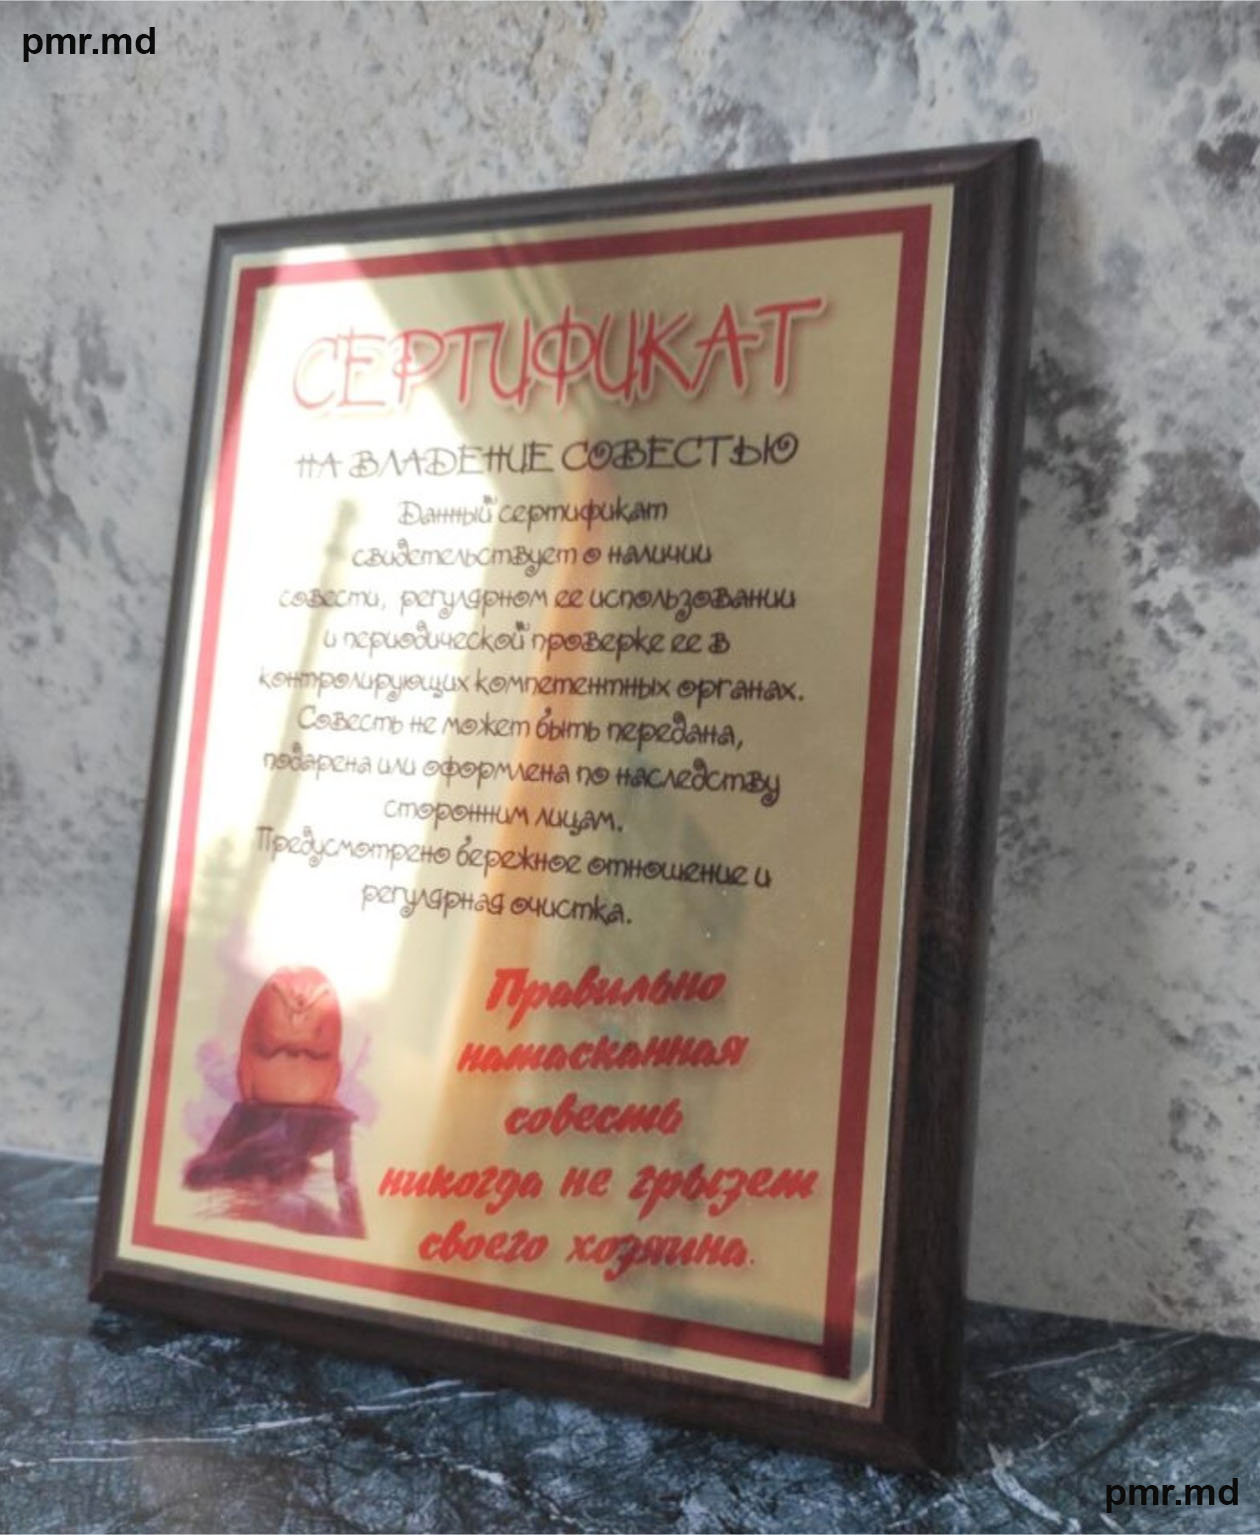 pmr.md
СЕРТИФИКАТ
НА ВЛАДЕНИЕ СОВЕСТЬЮ
Данный сертификат
свидетельствует о наличии
совести, регулярном ее использовании
и периодической проверке ее в
контролирующих компетентных органах.
Совесть не может быть передана,
подарена или оформлена по наследству
сторонним лицам.
Предусмотрено бережное отношение и
регулярная очистка.
Правильно
натасканная
совесть
никогда не грызет
своего хозяина.
pmr.md